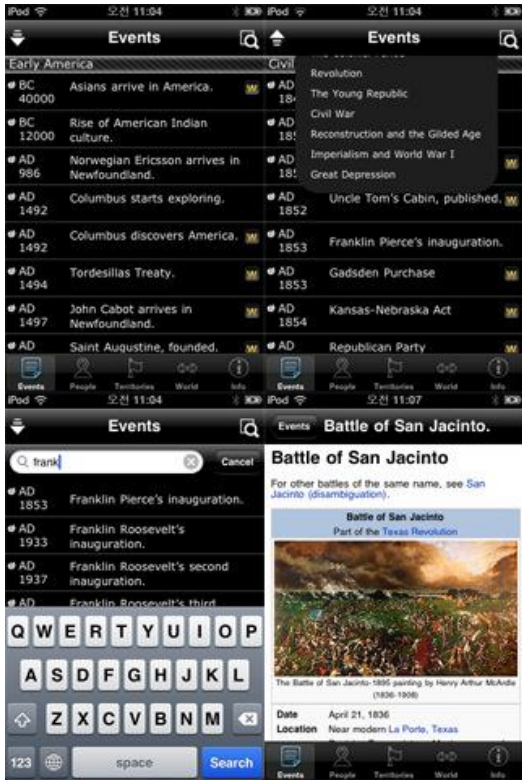 iPod 오전 11:04
Events
Early America
BC 40000 Asians arrive in America. W
BC 12000 Rise of American Indian culture.
AD 986 Norwegian Ericsson arrives in Newfoundland. W
AD 1492 Columbus starts exploring.
AD 1492 Columbus discovers America. W
AD 1494 Tordesillas Treaty. W
AD 1497 John Cabot arrives in Newfoundland. W
AD Saint Augustine, founded. W
Events People Territories World Info
iPod 오전 11:04
Events
Civil
AD
Revolution
The Young Republic
AD
Civil War
Reconstruction and the Gilded Age
AD
Imperialism and World War I
Great Depression
AD 1852 Uncle Tom's Cabin, published. W
AD 1853 Franklin Pierce's inauguration.
AD 1853 Gadsden Purchase W
AD 1854 Kansas-Nebraska Act W
AD Republican Party W
Events People Territories World Info
iPod 오전 11:04
Events
frank Cancel
AD 1853 Franklin Pierce's inauguration.
AD 1933 Franklin Roosevelt's inauguration.
AD 1937 Franklin Roosevelt's second inauguration.
AD Franklin Roosevelt's third
Q W E R T Y U I O P
A S D F G H J K L
Z X C V B N M
123 space Search
iPod 오전 11:07
Events Battle of San Jacinto.
Battle of San Jacinto
For other battles of the same name, see San
Jacinto (disambiguation).
Battle of San Jacinto
Part of the Texas Revolution
The Battle of San Jacinto-1895 painting by Henry Arthur McArdle
(1836-1908)
Date April 21, 1836
Location Near modern La Porte, Texas
Events People Territories World Info